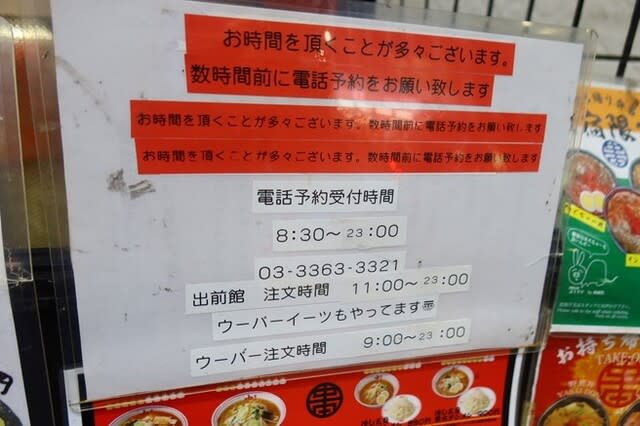 お時間を頂くことが多々ございます。
数時間前に電話予約をお願い致します
お時間を頂くことが多々ございます。数時間前に電話予約をお願い致します
お時間を頂くことが多々ございます。数時間前に電話予約をお願い致します
電話予約受付時間
8:30～23:00
03-3363-3321
出前館 注文時間 11:00～23:00
ウーバーイーツもやってます
ウーバー注文時間 9:00～23:00
お持ち帰
TAKE-O